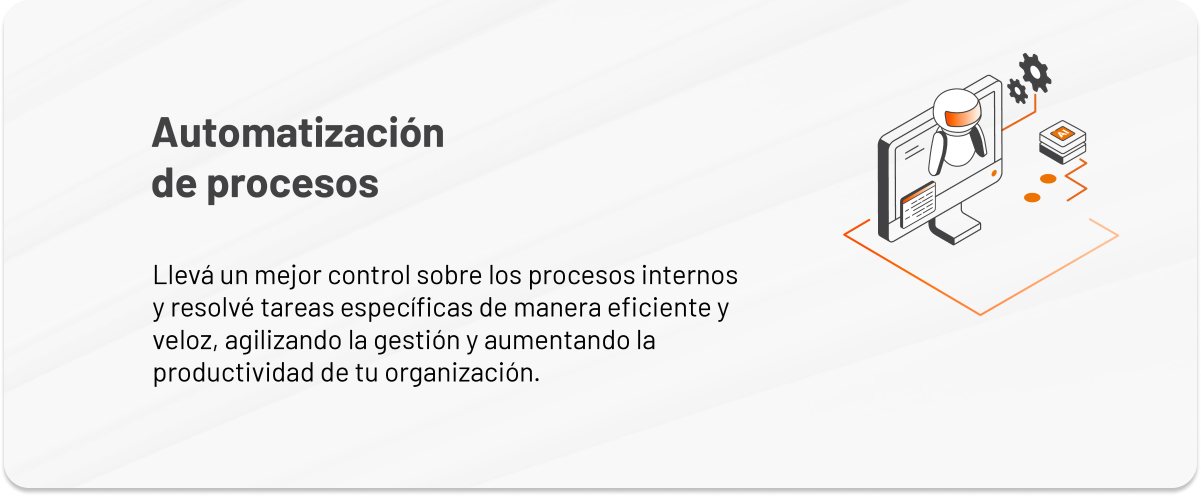 Automatización
de procesos
Llevá un mejor control sobre los procesos internos
y resolvé tareas específicas de manera eficiente y
veloz, agilizando la gestión y aumentando la
productividad de tu organización.
AI